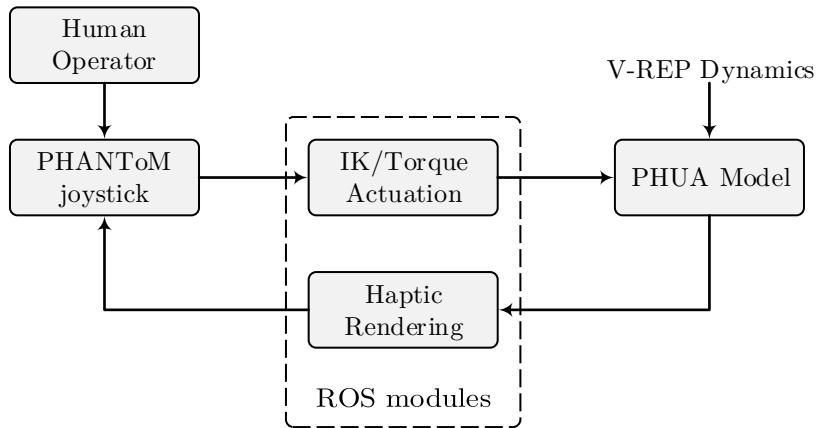 Human
Operator
V-REP Dynamics
PHANToM
joystick
IK/Torque
Actuation
PHUA Model
Haptic
Rendering
ROS modules